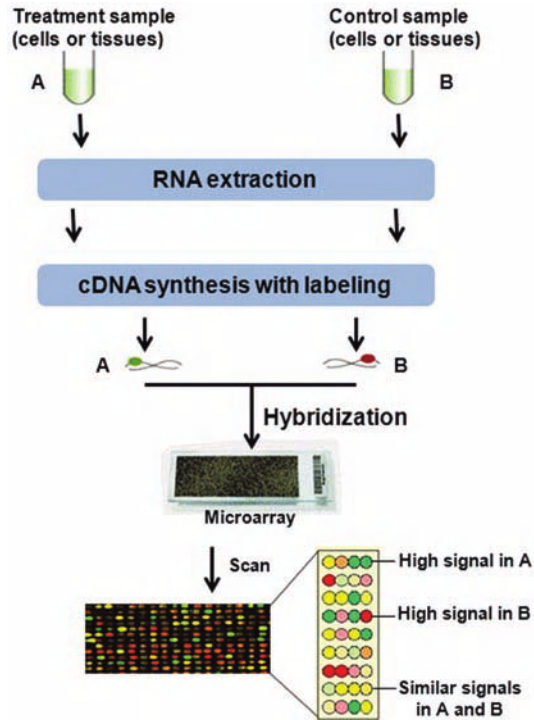 Treatment sample
(cells or tissues)
Control sample
(cells or tissues)
A
B
RNA extraction
cDNA synthesis with labeling
A
B
Hybridization
Microarray
Scan
High signal in A
High signal in B
Similar signals
in A and B